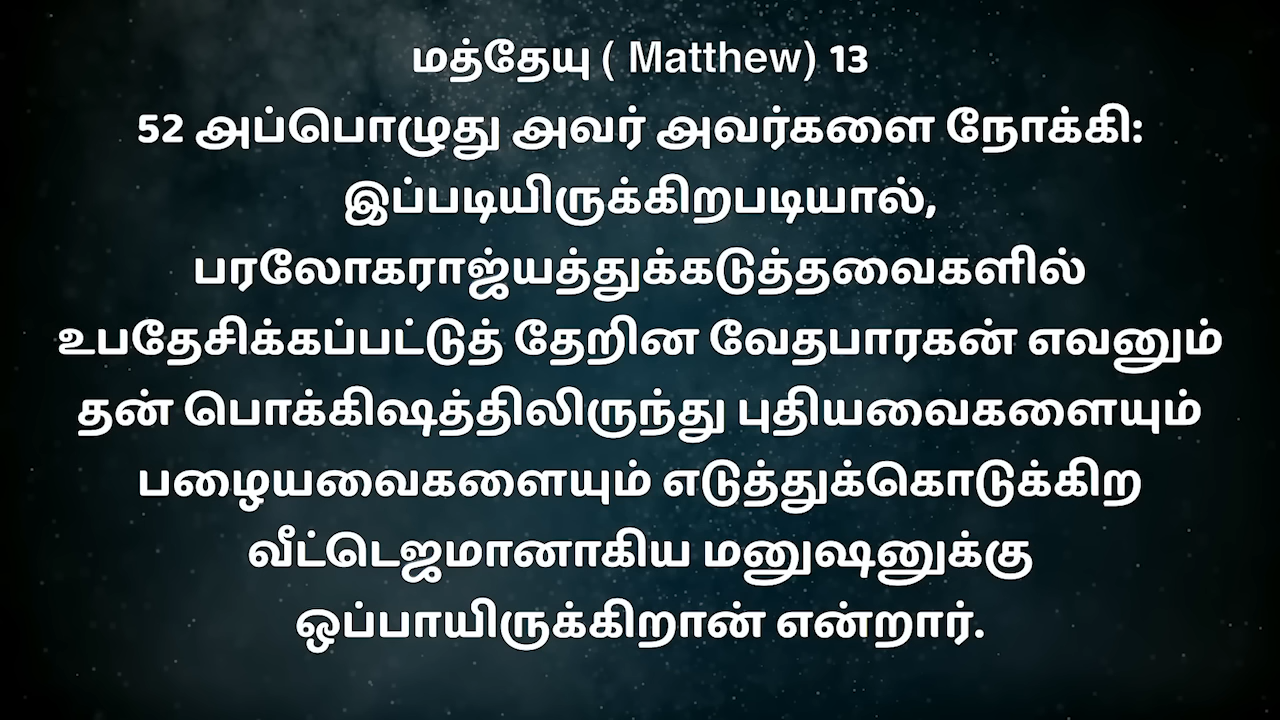 மத்தேயு ( Matthew) 13
52 அப்பொழுது அவர் அவர்களை நோக்கி:
இப்படியிருக்கிறபடியால்,
பரலோகராஜ்யத்துக்கடுத்தவைகளில்
உபதேசிக்கப்பட்டுத் தேறின வேதபாரகன் எவனும்
தன் பொக்கிஷத்திலிருந்து புதியவைகளையும்
பழையவைகளையும் எடுத்துக்கொடுக்கிற
வீட்டெஜமானாகிய மனுஷனுக்கு
ஒப்பாயிருக்கிறான் என்றார்.